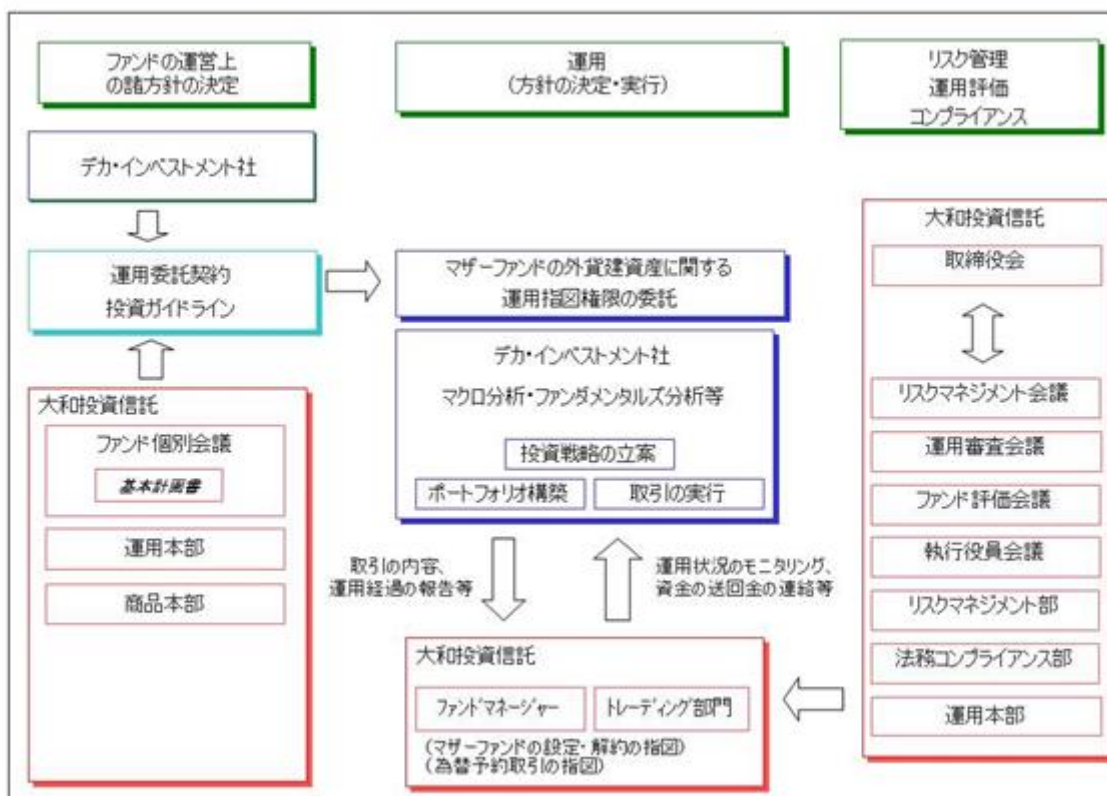 ファンドの運営上
の諸方針の決定
運用
(方針の決定・実行)
リスク管理
運用評価
コンプライアンス
デカ・インベストメント社
運用委託契約
投資ガイドライン
マザーファンドの外貨建資産に関する
運用指図権限の委託
デカ・インベストメント社
マクロ分析・ファンダメンタルズ分析等
投資戦略の立案
ポートフォリオ構築
取引の実行
大和投資信託
ファンド個別会議
基本計画書
運用本部
商品本部
取引の内容、
運用経過の報告等
運用状況のモニタリング、
資金の送回金の連絡等
大和投資信託
ファンドマネージャー
トレーディング部門
(マザーファンドの設定・解約の指図)
(為替予約取引の指図)
大和投資信託
取締役会
リスクマネジメント会議
運用審査会議
ファンド評価会議
執行役員会議
リスクマネジメント部
法務コンプライアンス部
運用本部